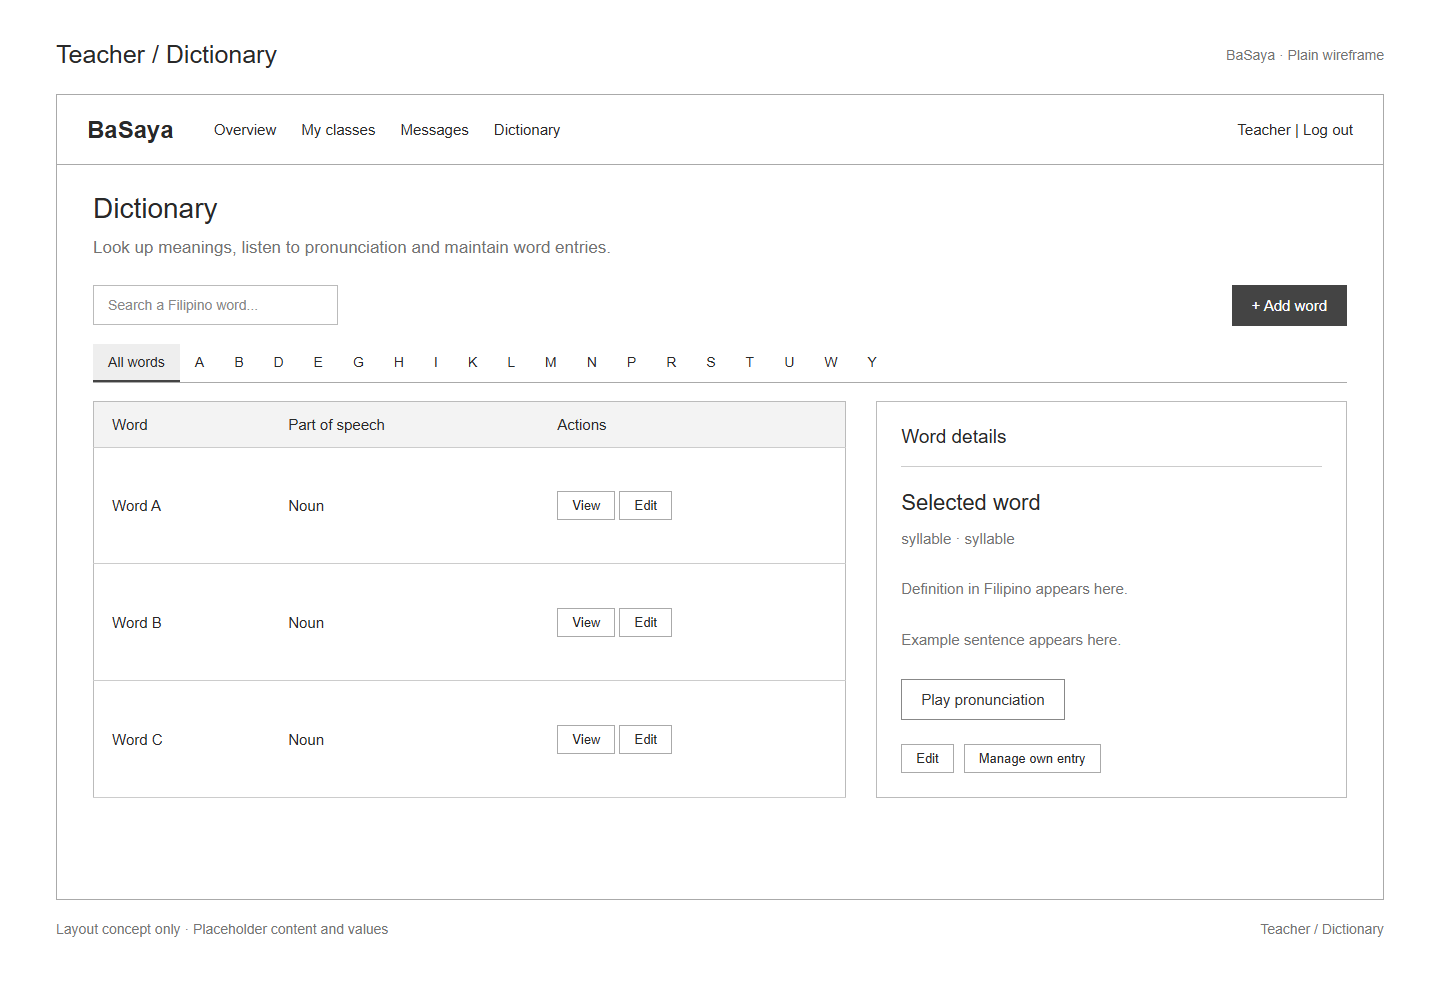 Teacher / Dictionary
BaSaya · Plain wireframe
BaSaya Overview My classes Messages Dictionary Teacher | Log out
Dictionary
Look up meanings, listen to pronunciation and maintain word entries.
Search a Filipino word...
+ Add word
All words A B D E G H I K L M N P R S T U W Y
Word Part of speech Actions
Word A Noun View Edit
Word B Noun View Edit
Word C Noun View Edit
Word details
Selected word
syllable · syllable
Definition in Filipino appears here.
Example sentence appears here.
Play pronunciation
Edit Manage own entry
Layout concept only · Placeholder content and values
Teacher / Dictionary